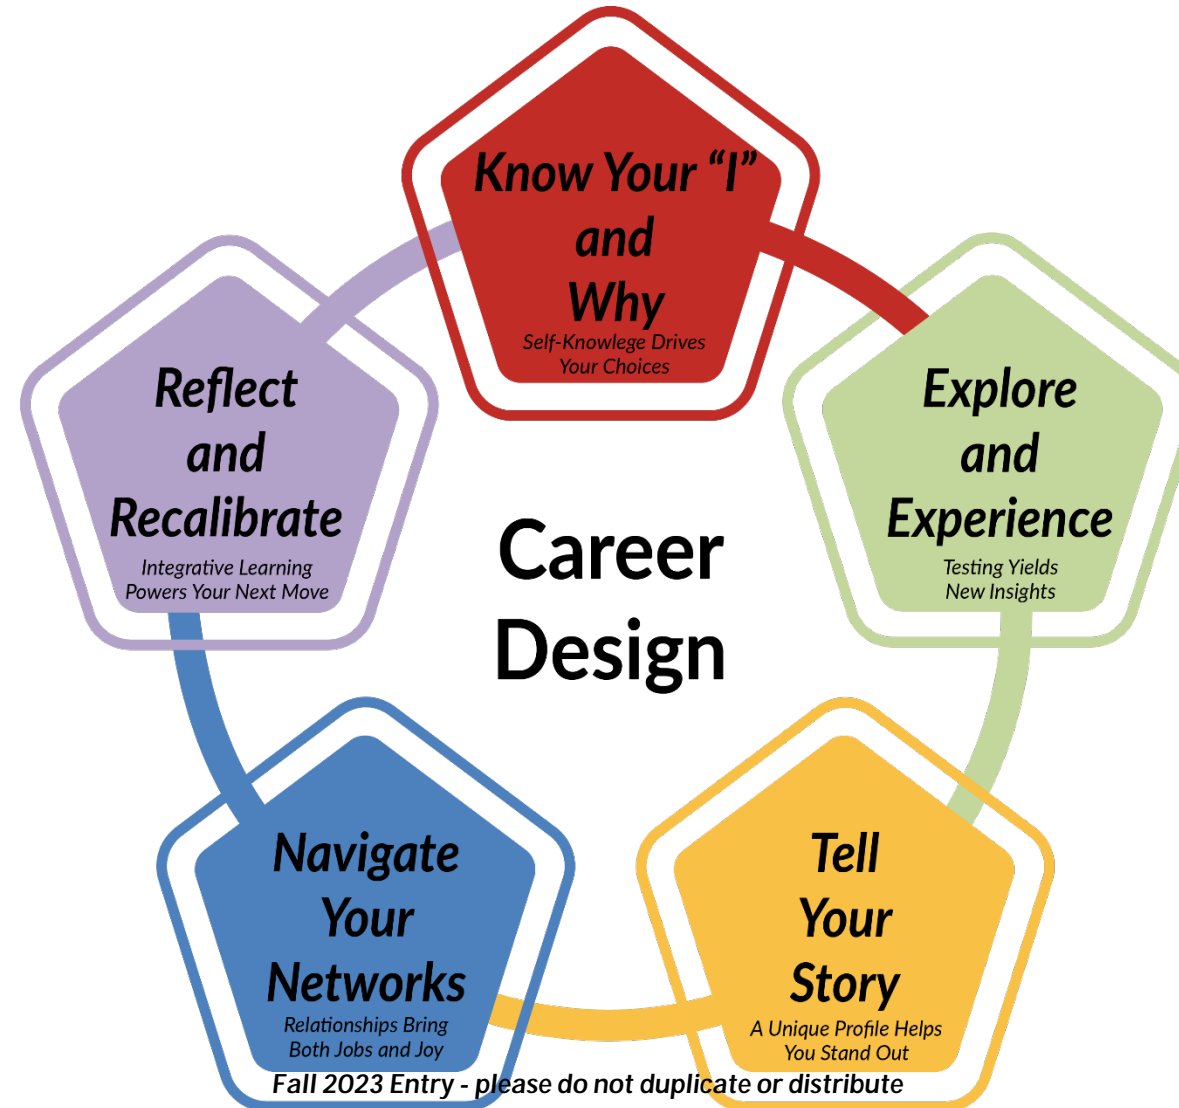 Know Your “I”
and
Why
Self-Knowlege Drives
Your Choices
Explore
and
Experience
Testing Yields
New Insights
Tell
Your
Story
A Unique Profile Helps
You Stand Out
Navigate
Your
Networks
Relationships Bring
Both Jobs and Joy
Reflect
and
Recalibrate
Integrative Learning
Powers Your Next Move
Career
Design
Fall 2023 Entry - please do not duplicate or distribute